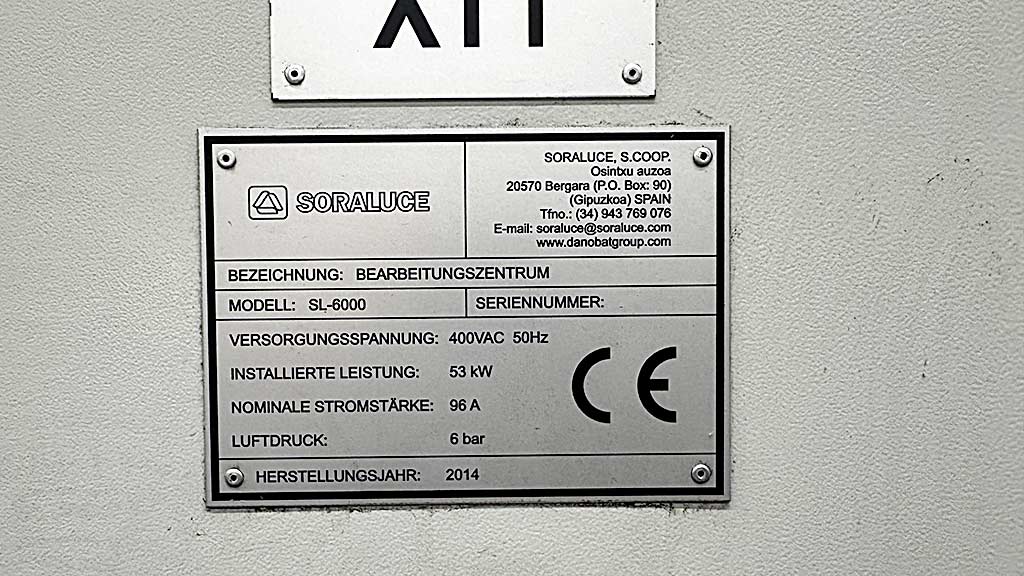 SORALUCE
SORALUCE, S.COOP.
Osintxu auzoa
20570 Bergara (P.O. Box: 90)
(Gipuzkoa) SPAIN
Tfno.: (34) 943 769 076
E-mail: soraluce@soraluce.com
www.danobatgroup.com
BEZEICHNUNG: BEARBEITUNGSZENTRUM
MODELL: SL-6000
SERIENNUMMER:
VERSORGUNGSSPANNUNG: 400VAC 50Hz
INSTALLIERTE LEISTUNG: 53 kW
NOMINALE STROMSTÄRKE: 96 A
LUFTDRUCK: 6 bar
CE
HERSTELLUNGSJAHR: 2014